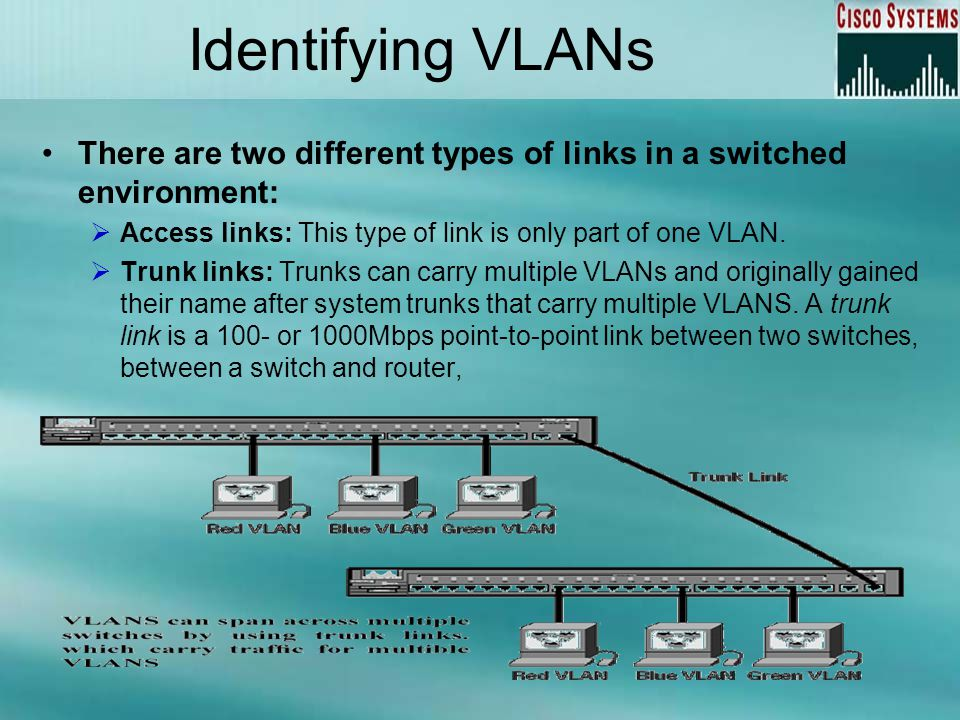 Identifying VLANs
CISCO SYSTEMS
• There are two different types of links in a switched
environment:
➢ Access links: This type of link is only part of one VLAN.
➢ Trunk links: Trunks can carry multiple VLANs and originally gained
their name after system trunks that carry multiple VLANS. A trunk
link is a 100- or 1000Mbps point-to-point link between two switches,
between a switch and router,
Trunk Link
Red VLAN Blue VLAN Green VLAN
VLANS can span across multiple
switches by using trunk links.
which carry traffic for multible
VLANS
Red VLAN Blue VLAN Green VLAN